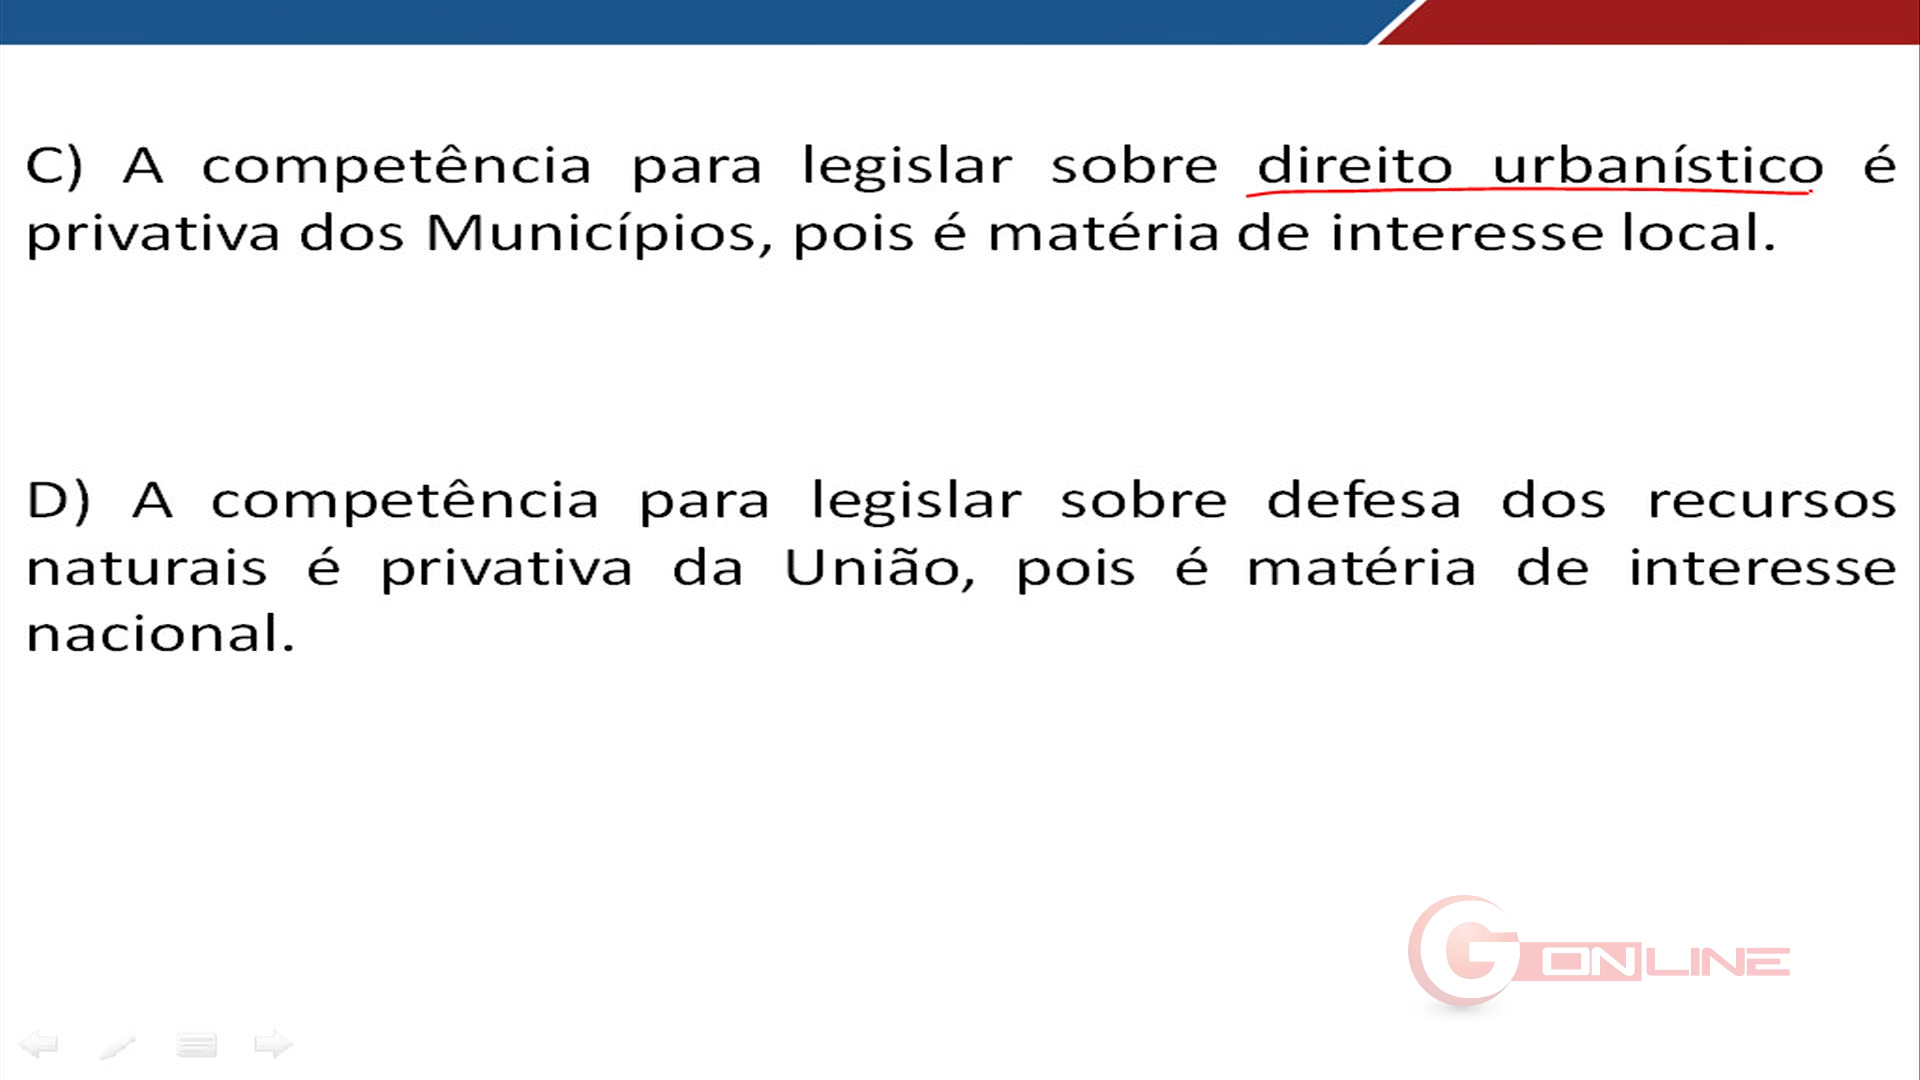 C) A competência para legislar sobre direito urbanístico é
privativa dos Municípios, pois é matéria de interesse local.
D) A competência para legislar sobre defesa dos recursos
naturais é privativa da União, pois é matéria de interesse
nacional.
G ONLINE